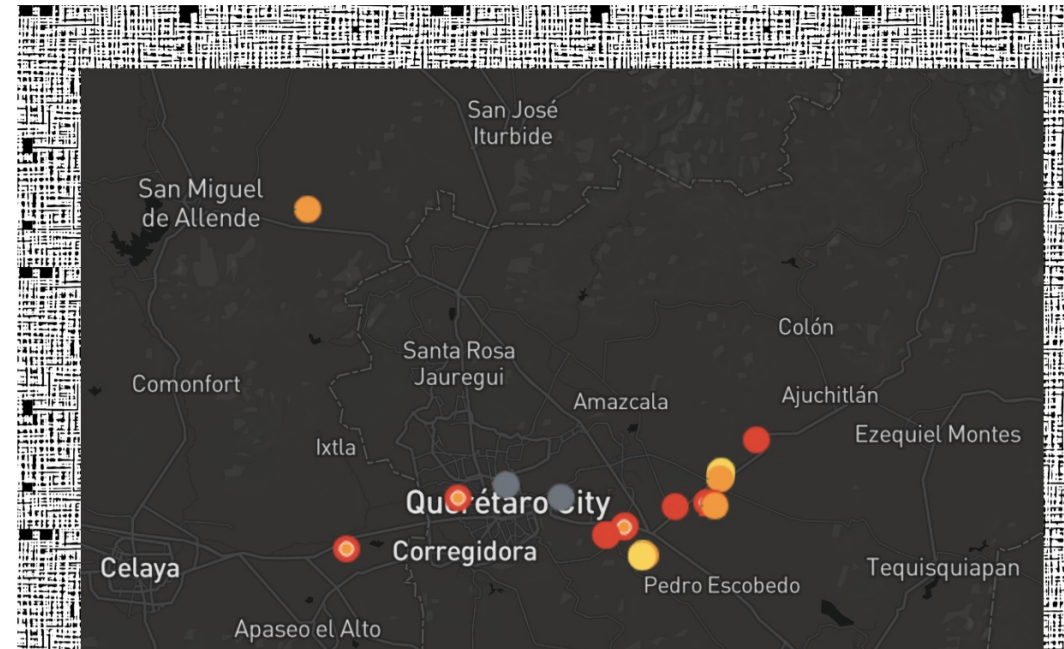 San José
Iturbide
San Miguel
de Allende
Colón
Santa Rosa
Jauregui
Comonfort
Amazcala
Ajuchitlán
Ezequiel Montes
Ixtla
Querétaro City
Corregidora
Celaya
Tequisquiapan
Pedro Escobedo
Apaseo el Alto